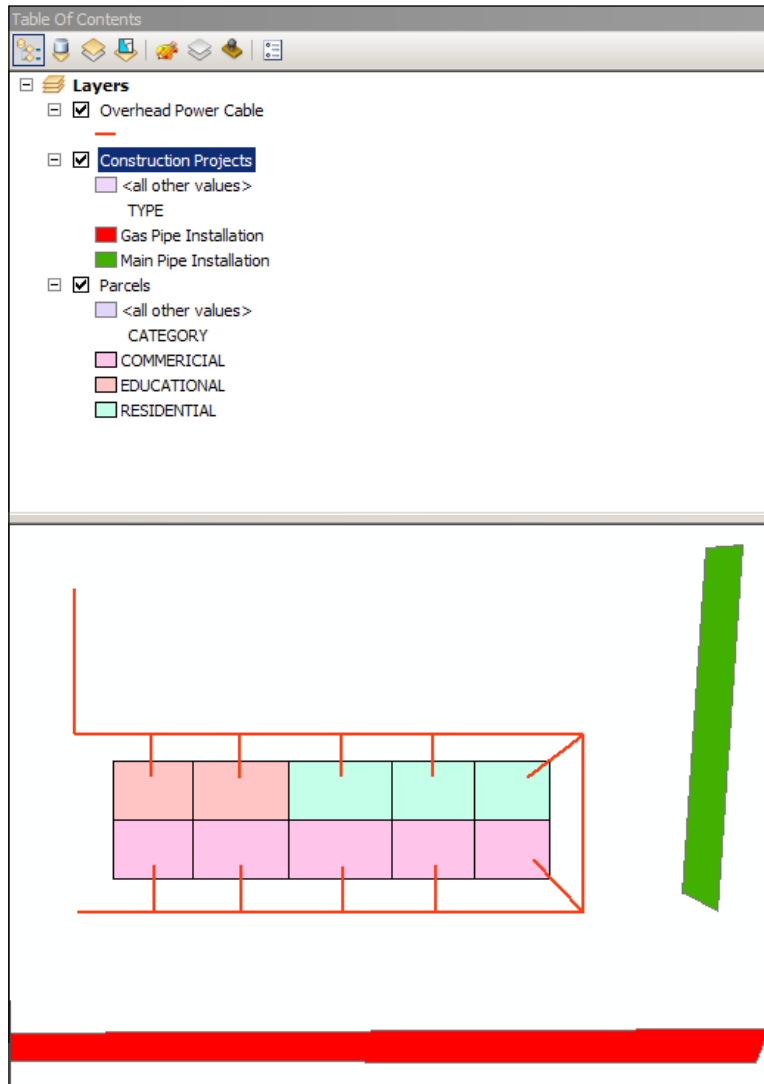 Table Of Contents
Layers
Overhead Power Cable
Construction Projects
<all other values>
TYPE
Gas Pipe Installation
Main Pipe Installation
Parcels
<all other values>
CATEGORY
COMMERICIAL
EDUCATIONAL
RESIDENTIAL